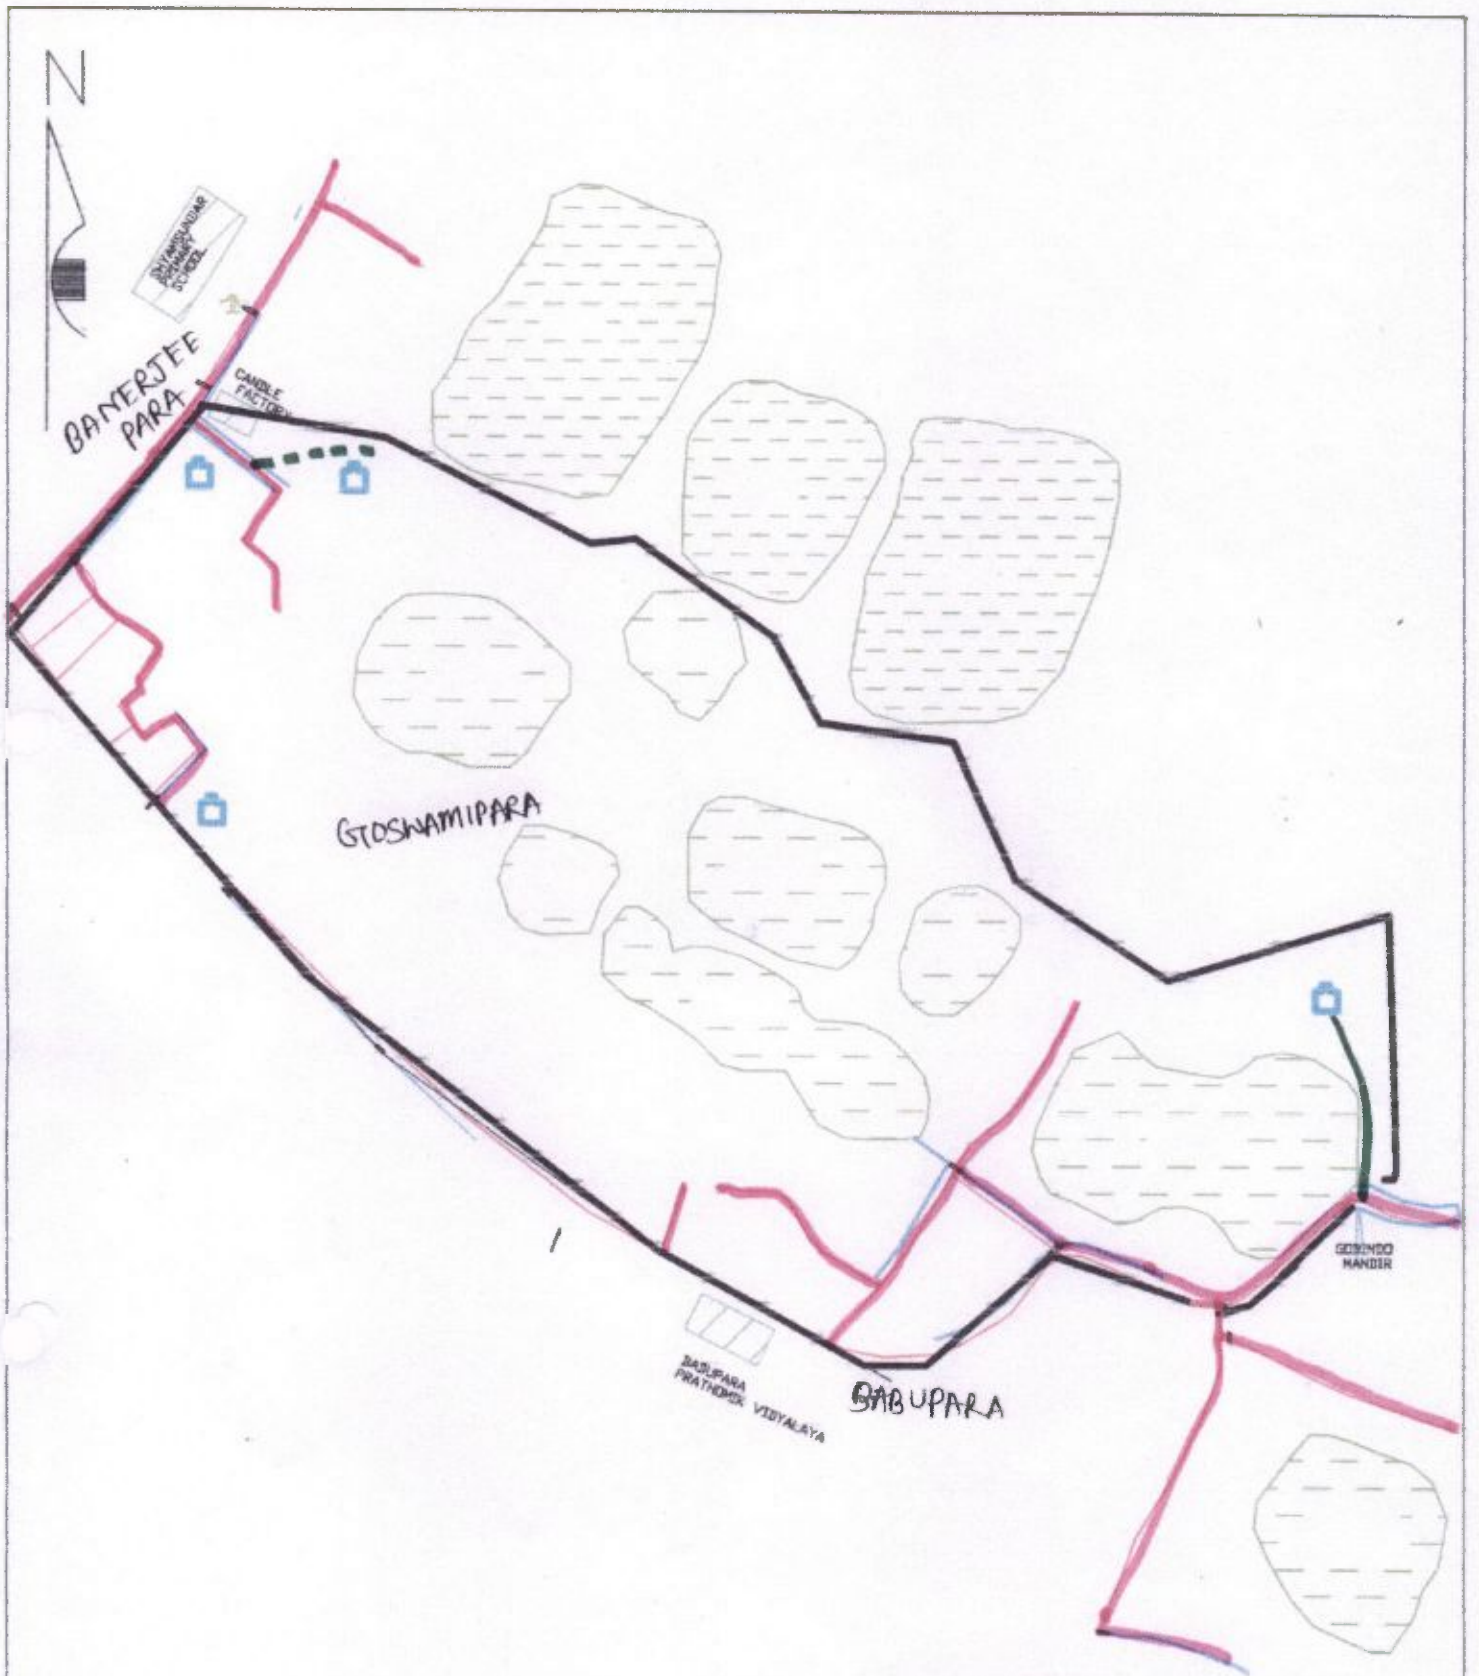 N
SHYAMSUNDAR
PRIMARY
SCHOOL
BANERJEE
PARA
CANDLE
FACTORY
GOSWAMIPARA
GOBINDO
MANDIR
BABUPARA
PRATHOMIK VIDYALAYA
BABUPARA